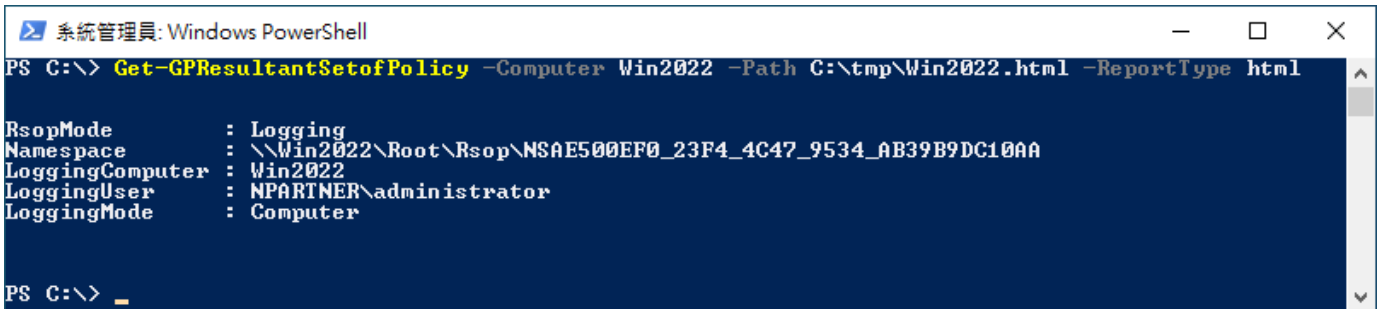 系統管理員: Windows PowerShell
PS C:\> Get-GPResultantSetofPolicy -Computer Win2022 -Path C:\tmp\Win2022.html -ReportType html
RsopMode : Logging
Namespace : \\Win2022\Root\Rsop\NSAE500EF0_23F4_4C47_9534_AB39B9DC10AA
LoggingComputer : Win2022
LoggingUser : NPARTNER\administrator
LoggingMode : Computer
PS C:\> _